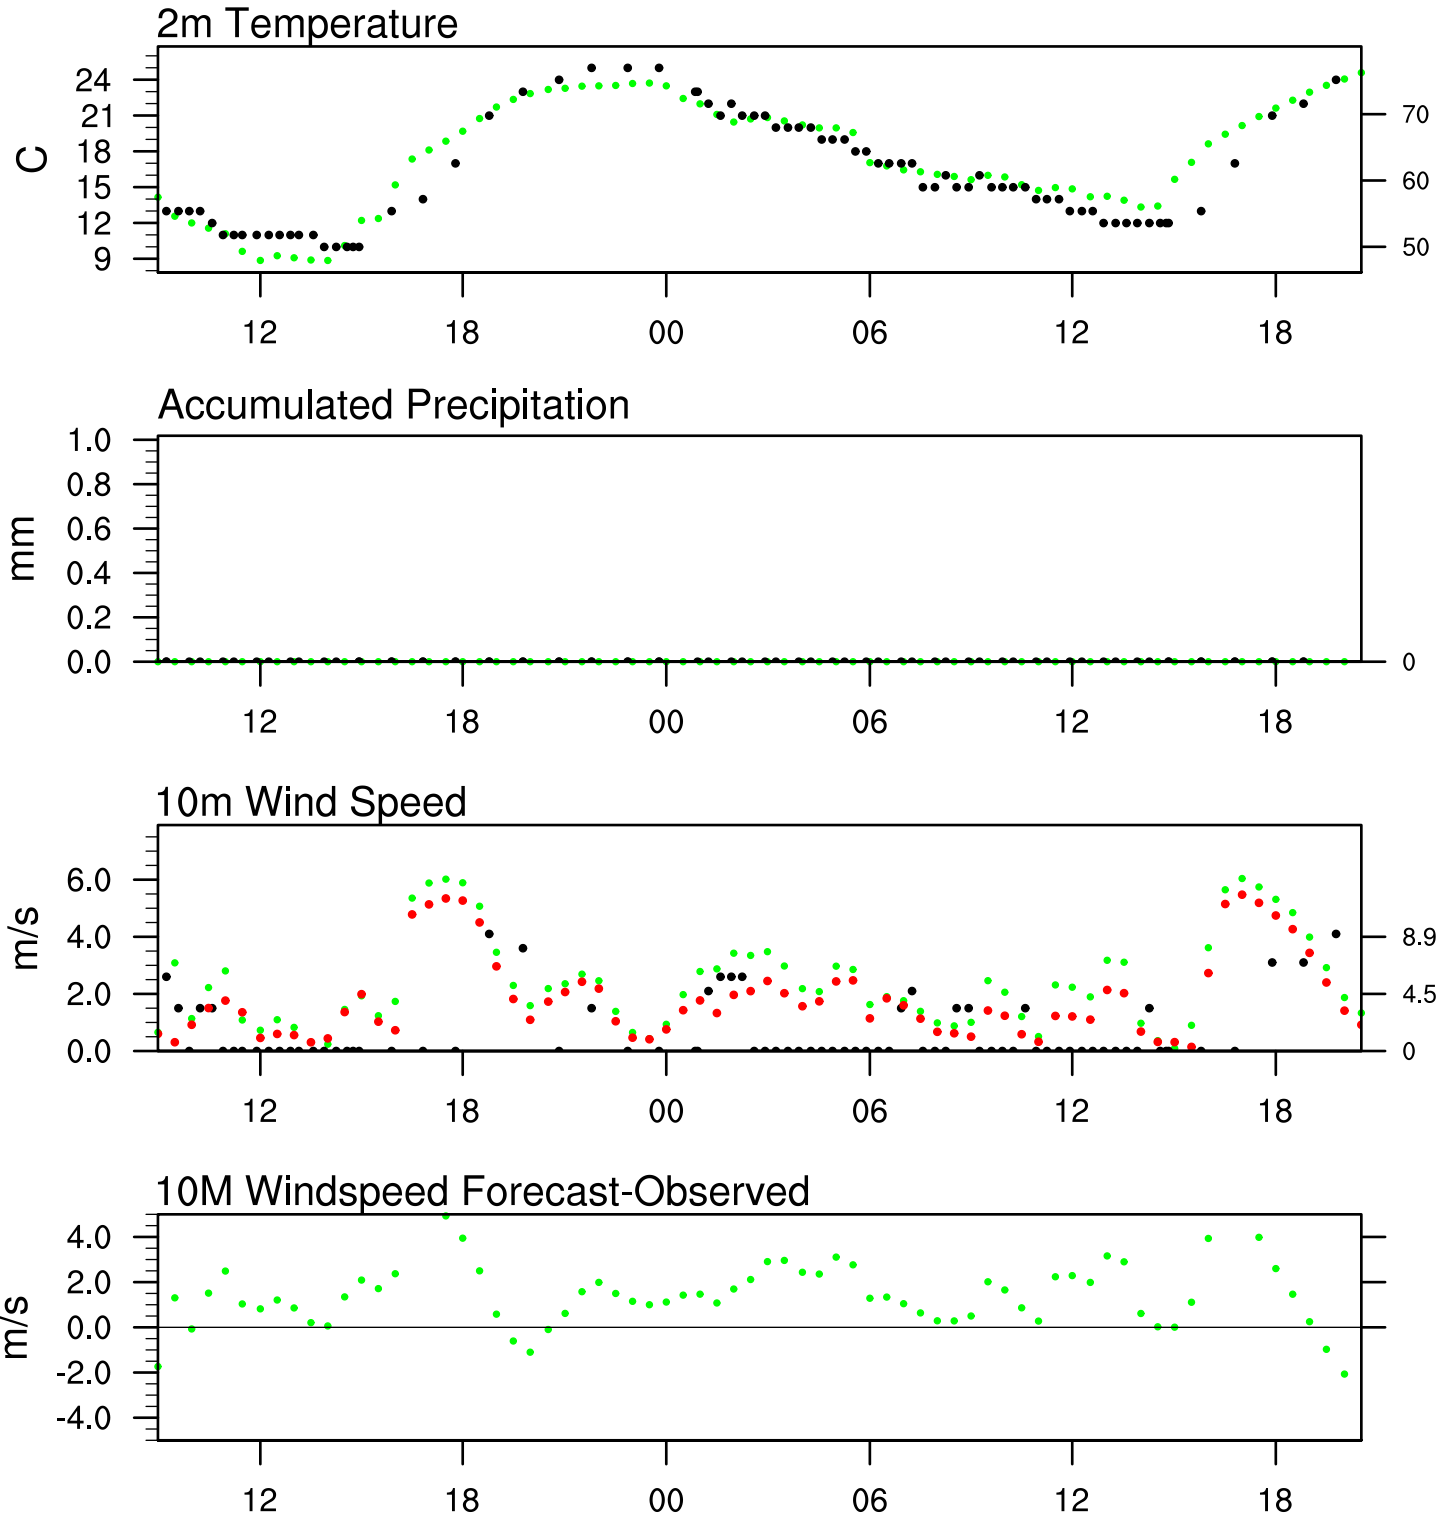 2m Temperature
24
21
18
15
12
9
C
70
60
50
12 18 00 06 12 18
Accumulated Precipitation
1.0
0.8
0.6
0.4
0.2
0.0
mm
0
12 18 00 06 12 18
10m Wind Speed
6.0
4.0
2.0
0.0
m/s
8.9
4.5
0
12 18 00 06 12 18
10M Windspeed Forecast-Observed
4.0
2.0
0.0
-2.0
-4.0
m/s
12 18 00 06 12 18